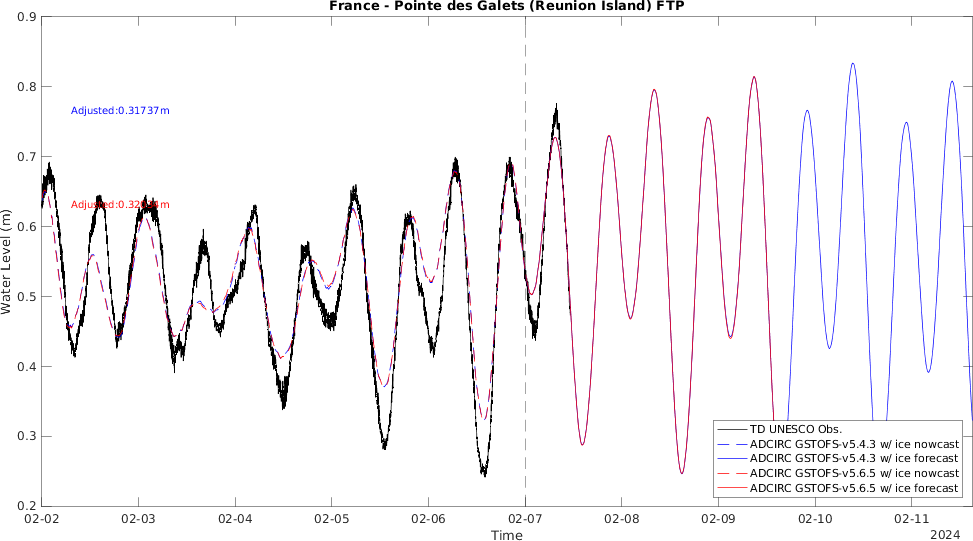 France - Pointe des Galets (Reunion Island) FTP
0.9
0.8
0.7
0.6
0.5
0.4
0.3
0.2
Water Level (m)
Adjusted:0.31737m
02-02
02-03
02-04
02-05
02-06
02-07
02-08
02-09
02-10
02-11
Time
2024
TD UNESCO Obs.
ADCIRC GSTOFS-v5.4.3 w/ ice nowcast
ADCIRC GSTOFS-v5.4.3 w/ ice forecast
ADCIRC GSTOFS-v5.6.5 w/ ice nowcast
ADCIRC GSTOFS-v5.6.5 w/ ice forecast